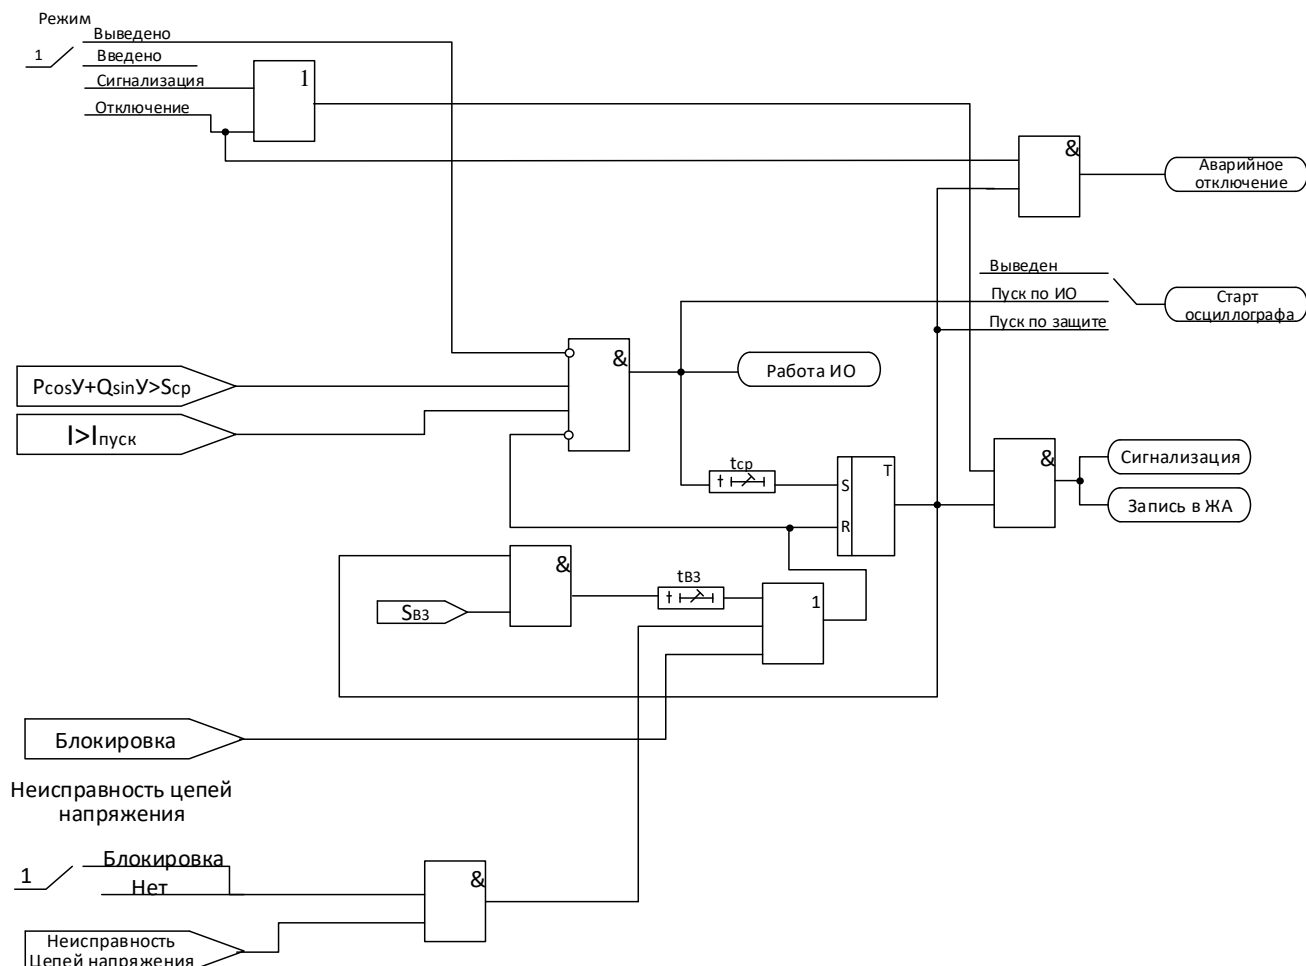 Режим
Выведено
1
Введено
Сигнализация
1
Отключение
&
Аварийное
отключение
Выведен
Пуск по ИО
Старт
осциллографа
Пуск по защите
&
PcosУ+QsinУ>Sср
Работа ИО
I>Iпуск
tср
T
&
Сигнализация
S
t
Запись в ЖА
R
&
tВЗ
t
1
SВЗ
Блокировка
Неисправность цепей
напряжения
Блокировка
1
Нет
&
Неисправность
Цепей напряжения